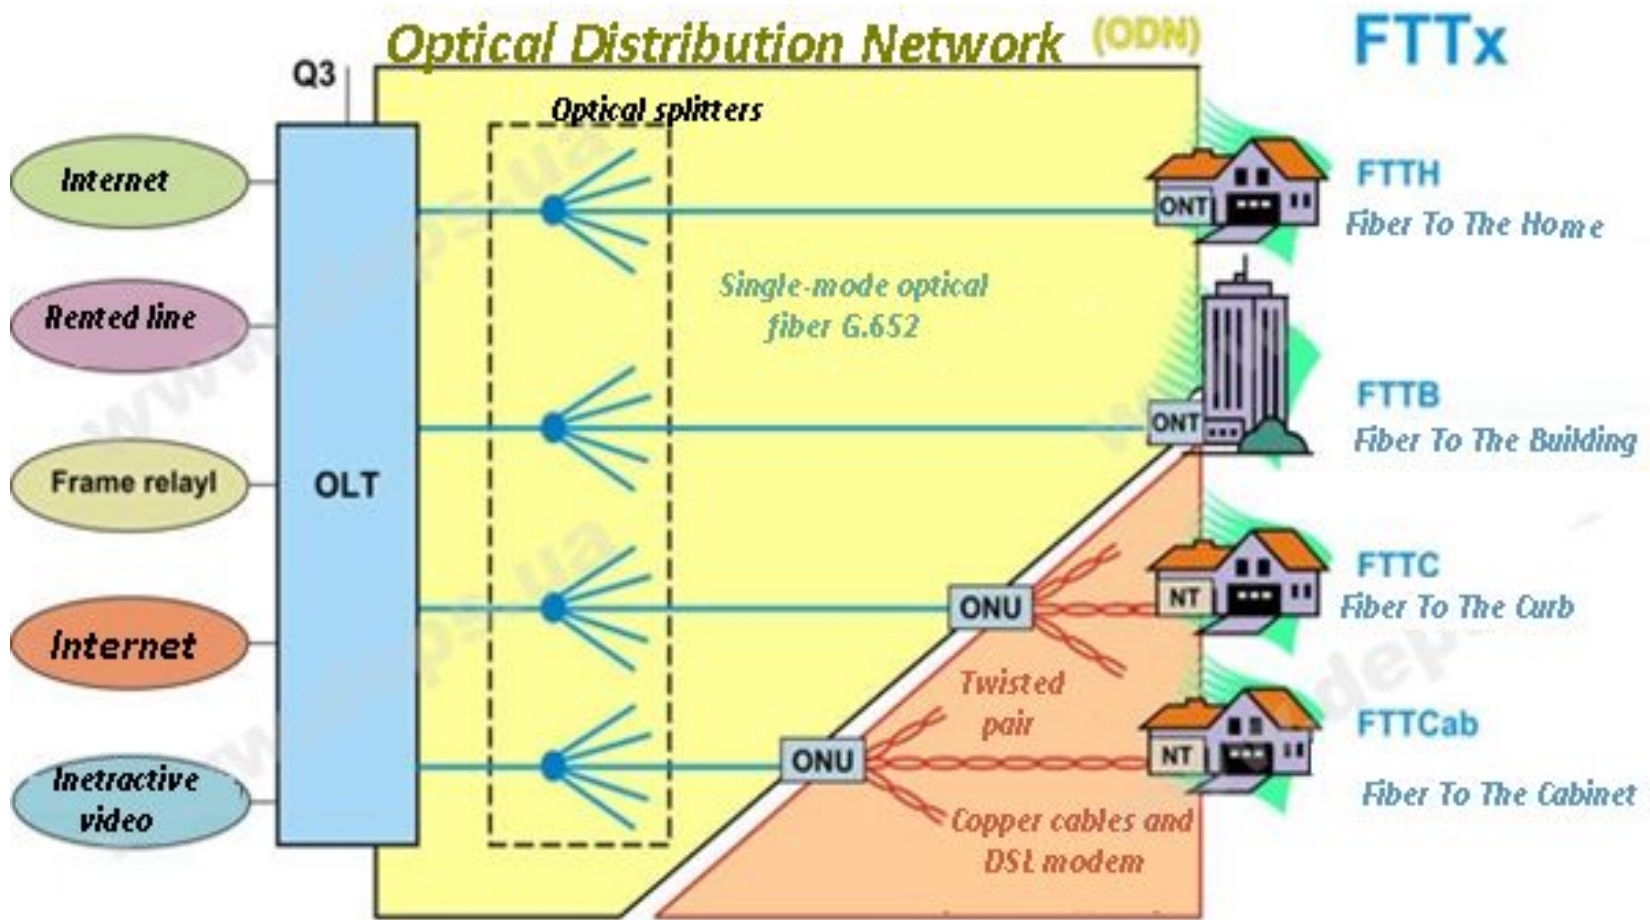 Optical Distribution Network (ODN)
FTTx
Q3
Optical splitters
Internet
Rented line
Frame relayl
Internet
Inetractive
video
OLT
Single-mode optical
fiber G.652
ONT
FTTH
Fiber To The Home
ONT
FTTB
Fiber To The Building
ONU
NT
FTTC
Fiber To The Curb
Twisted
pair
ONU
NT
FTTCab
Fiber To The Cabinet
Copper cables and
DSL modem